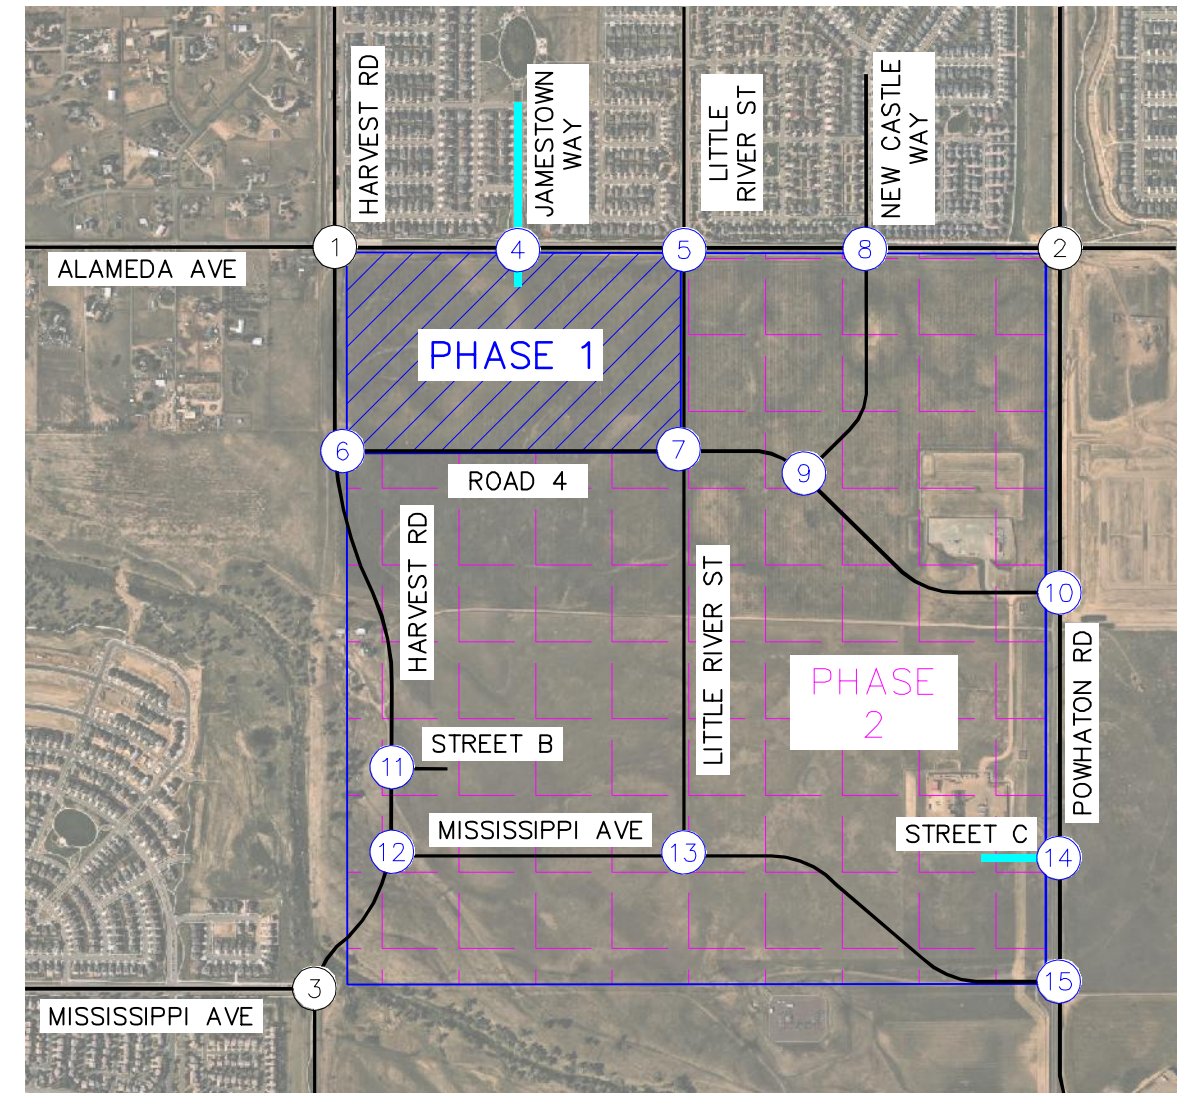 HARVEST RD
JAMESTOWN
WAY
LITTLE
RIVER ST
NEW CASTLE
WAY
1
4
5
8
2
ALAMEDA AVE
PHASE 1
6
7
9
ROAD 4
HARVEST RD
LITTLE RIVER ST
10
PHASE
2
POWHATON RD
STREET B
11
MISSISSIPPI AVE
STREET C
12
13
14
3
15
MISSISSIPPI AVE